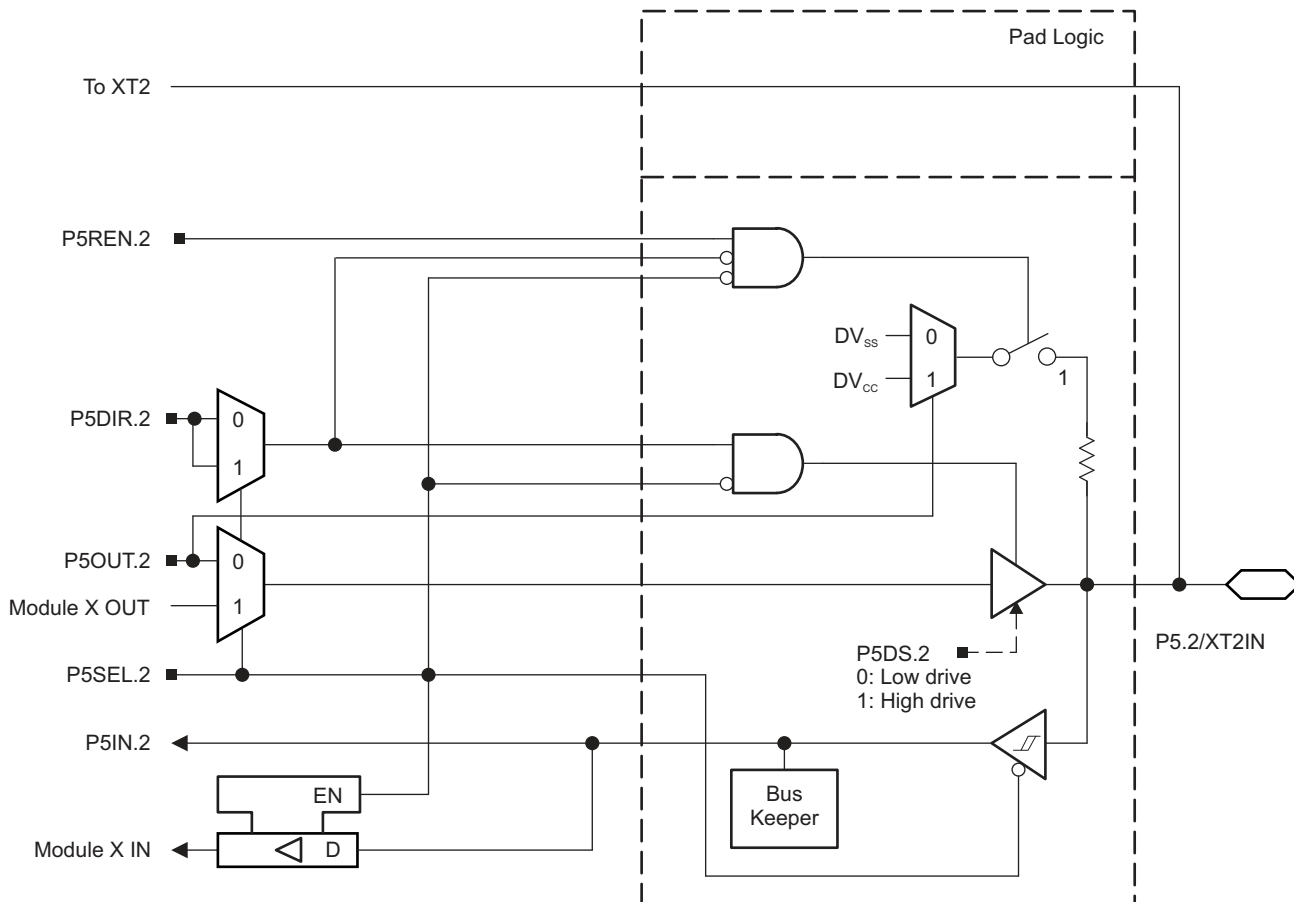 Pad Logic
To XT2
P5REN.2
DV_SS
0
DV_CC
1
1
P5DIR.2
0
1
P5OUT.2
0
Module X OUT
1
P5SEL.2
P5DS.2
0: Low drive
1: High drive
P5.2/XT2IN
P5IN.2
EN
Bus
Keeper
Module X IN
D